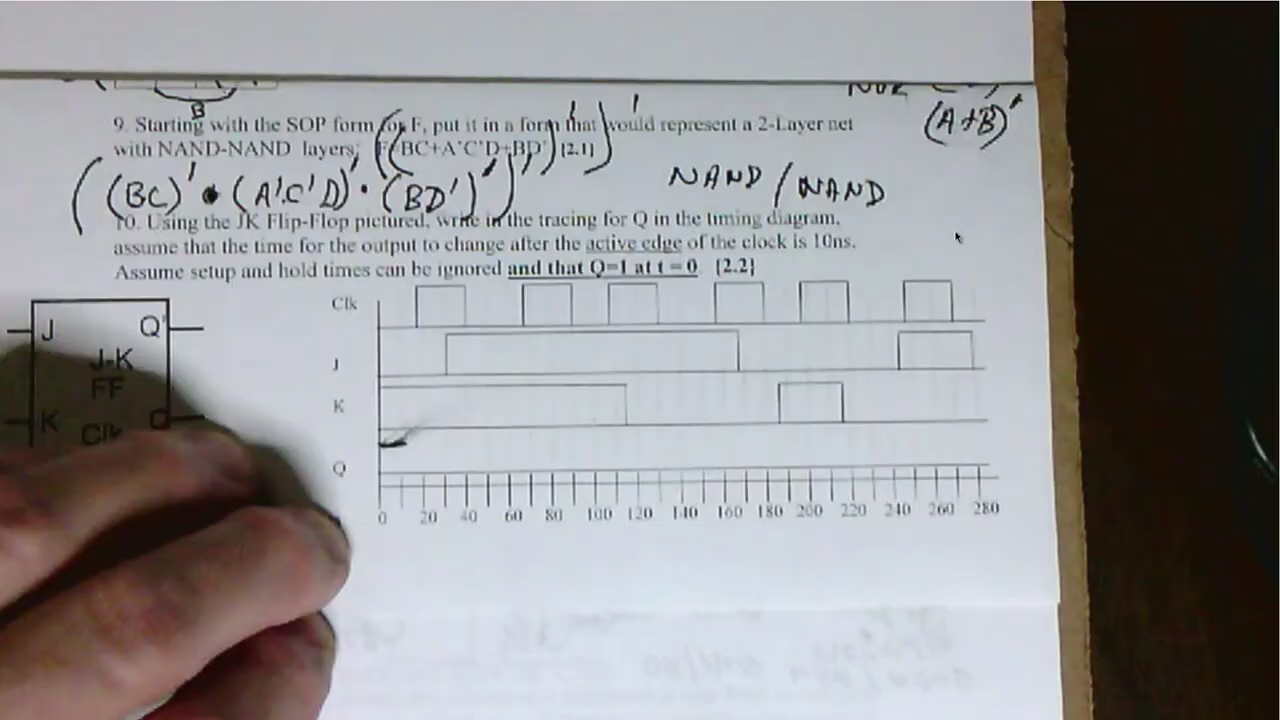 B
(A+B)'
9. Starting with the SOP form for F, put it in a form that would represent a 2-Layer net
with NAND-NAND layers; F=BC+A'C'D+BD' [2.1]
((BC)' • (A'C'D)' • (BD')')'
NAND / NAND
10. Using the JK Flip-Flop pictured, write in the tracing for Q in the timing diagram,
assume that the time for the output to change after the active edge of the clock is 10ns.
Assume setup and hold times can be ignored and that Q=1 at t = 0. {2.2}
J Q'
J-K
FF
K Q
Clk
Clk
J
K
Q
0 20 40 60 80 100 120 140 160 180 200 220 240 260 280